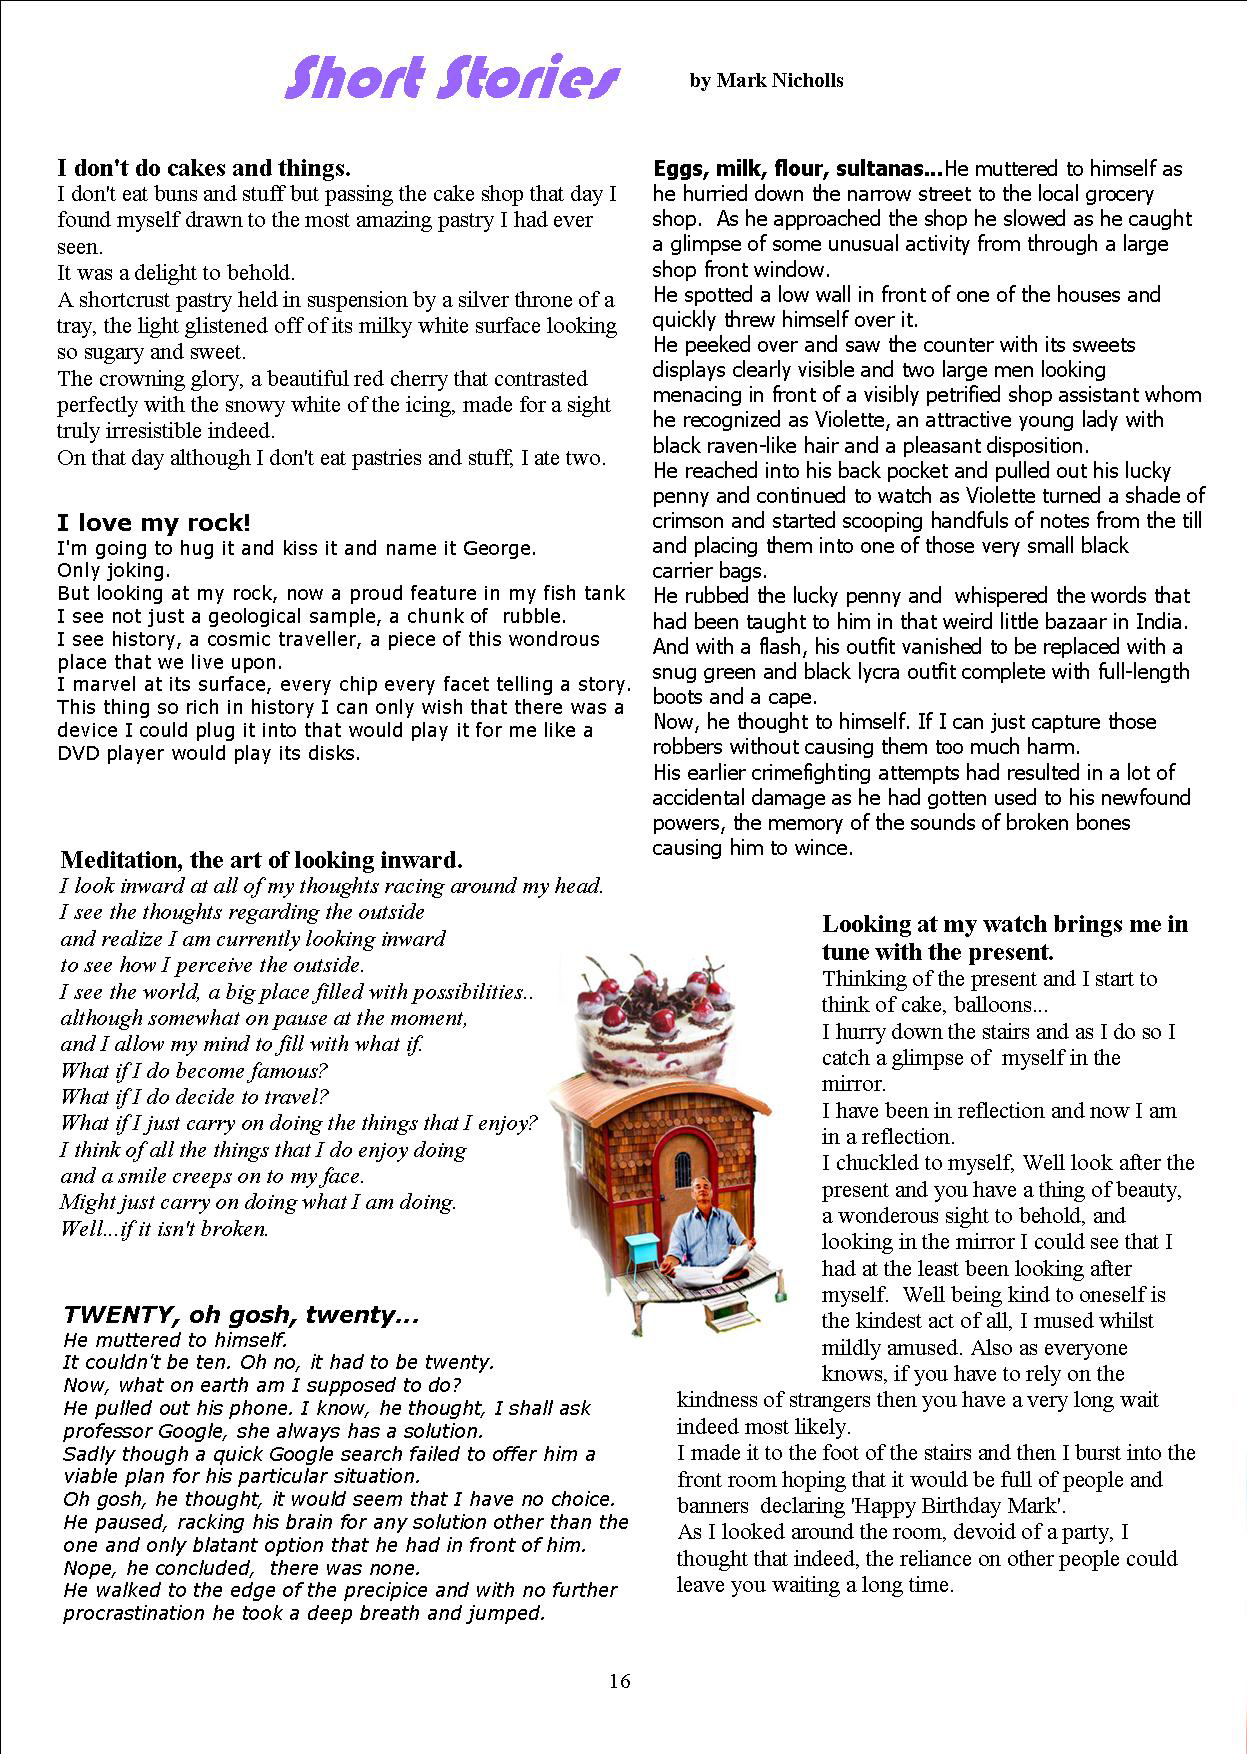 Short Stories
by Mark Nicholls
I don't do cakes and things.
I don't eat buns and stuff but passing the cake shop that day I
found myself drawn to the most amazing pastry I had ever
seen.
It was a delight to behold.
A shortcrust pastry held in suspension by a silver throne of a
tray, the light glistened off of its milky white surface looking
so sugary and sweet.
The crowning glory, a beautiful red cherry that contrasted
perfectly with the snowy white of the icing, made for a sight
truly irresistible indeed.
On that day although I don't eat pastries and stuff, I ate two.
I love my rock!
I'm going to hug it and kiss it and name it George.
Only joking.
But looking at my rock, now a proud feature in my fish tank
I see not just a geological sample, a chunk of  rubble.
I see history, a cosmic traveller, a piece of this wondrous
place that we live upon.
I marvel at its surface, every chip every facet telling a story.
This thing so rich in history I can only wish that there was a
device I could plug it into that would play it for me like a
DVD player would play its disks.
Meditation, the art of looking inward.
I look inward at all of my thoughts racing around my head.
I see the thoughts regarding the outside
and realize I am currently looking inward
to see how I perceive the outside.
I see the world, a big place filled with possibilities..
although somewhat on pause at the moment,
and I allow my mind to fill with what if.
What if I do become famous?
What if I do decide to travel?
What if I just carry on doing the things that I enjoy?
I think of all the things that I do enjoy doing
and a smile creeps on to my face.
Might just carry on doing what I am doing.
Well...if it isn't broken.
TWENTY, oh gosh, twenty...
He muttered to himself.
It couldn't be ten. Oh no, it had to be twenty.
Now, what on earth am I supposed to do?
He pulled out his phone. I know, he thought, I shall ask
professor Google, she always has a solution.
Sadly though a quick Google search failed to offer him a
viable plan for his particular situation.
Oh gosh, he thought, it would seem that I have no choice.
He paused, racking his brain for any solution other than the
one and only blatant option that he had in front of him.
Nope, he concluded,  there was none.
He walked to the edge of the precipice and with no further
procrastination he took a deep breath and jumped.
Eggs, milk, flour, sultanas...He muttered to himself as
he hurried down the narrow street to the local grocery
shop.  As he approached the shop he slowed as he caught
a glimpse of some unusual activity from through a large
shop front window.
He spotted a low wall in front of one of the houses and
quickly threw himself over it.
He peeked over and saw the counter with its sweets
displays clearly visible and two large men looking
menacing in front of a visibly petrified shop assistant whom
he recognized as Violette, an attractive young lady with
black raven-like hair and a pleasant disposition.
He reached into his back pocket and pulled out his lucky
penny and continued to watch as Violette turned a shade of
crimson and started scooping handfuls of notes from the till
and placing them into one of those very small black
carrier bags.
He rubbed the lucky penny and  whispered the words that
had been taught to him in that weird little bazaar in India.
And with a flash, his outfit vanished to be replaced with a
snug green and black lycra outfit complete with full-length
boots and a cape.
Now, he thought to himself. If I can just capture those
robbers without causing them too much harm.
His earlier crimefighting attempts had resulted in a lot of
accidental damage as he had gotten used to his newfound
powers, the memory of the sounds of broken bones
causing him to wince.
Looking at my watch brings me in
tune with the present.
Thinking of the present and I start to
think of cake, balloons...
I hurry down the stairs and as I do so I
catch a glimpse of  myself in the
mirror.
I have been in reflection and now I am
in a reflection.
I chuckled to myself, Well look after the
present and you have a thing of beauty,
a wonderous sight to behold, and
looking in the mirror I could see that I
had at the least been looking after
myself.  Well being kind to oneself is
the kindest act of all, I mused whilst
mildly amused. Also as everyone
knows, if you have to rely on the
kindness of strangers then you have a very long wait
indeed most likely.
I made it to the foot of the stairs and then I burst into the
front room hoping that it would be full of people and
banners  declaring 'Happy Birthday Mark'.
As I looked around the room, devoid of a party, I
thought that indeed, the reliance on other people could
leave you waiting a long time.
16